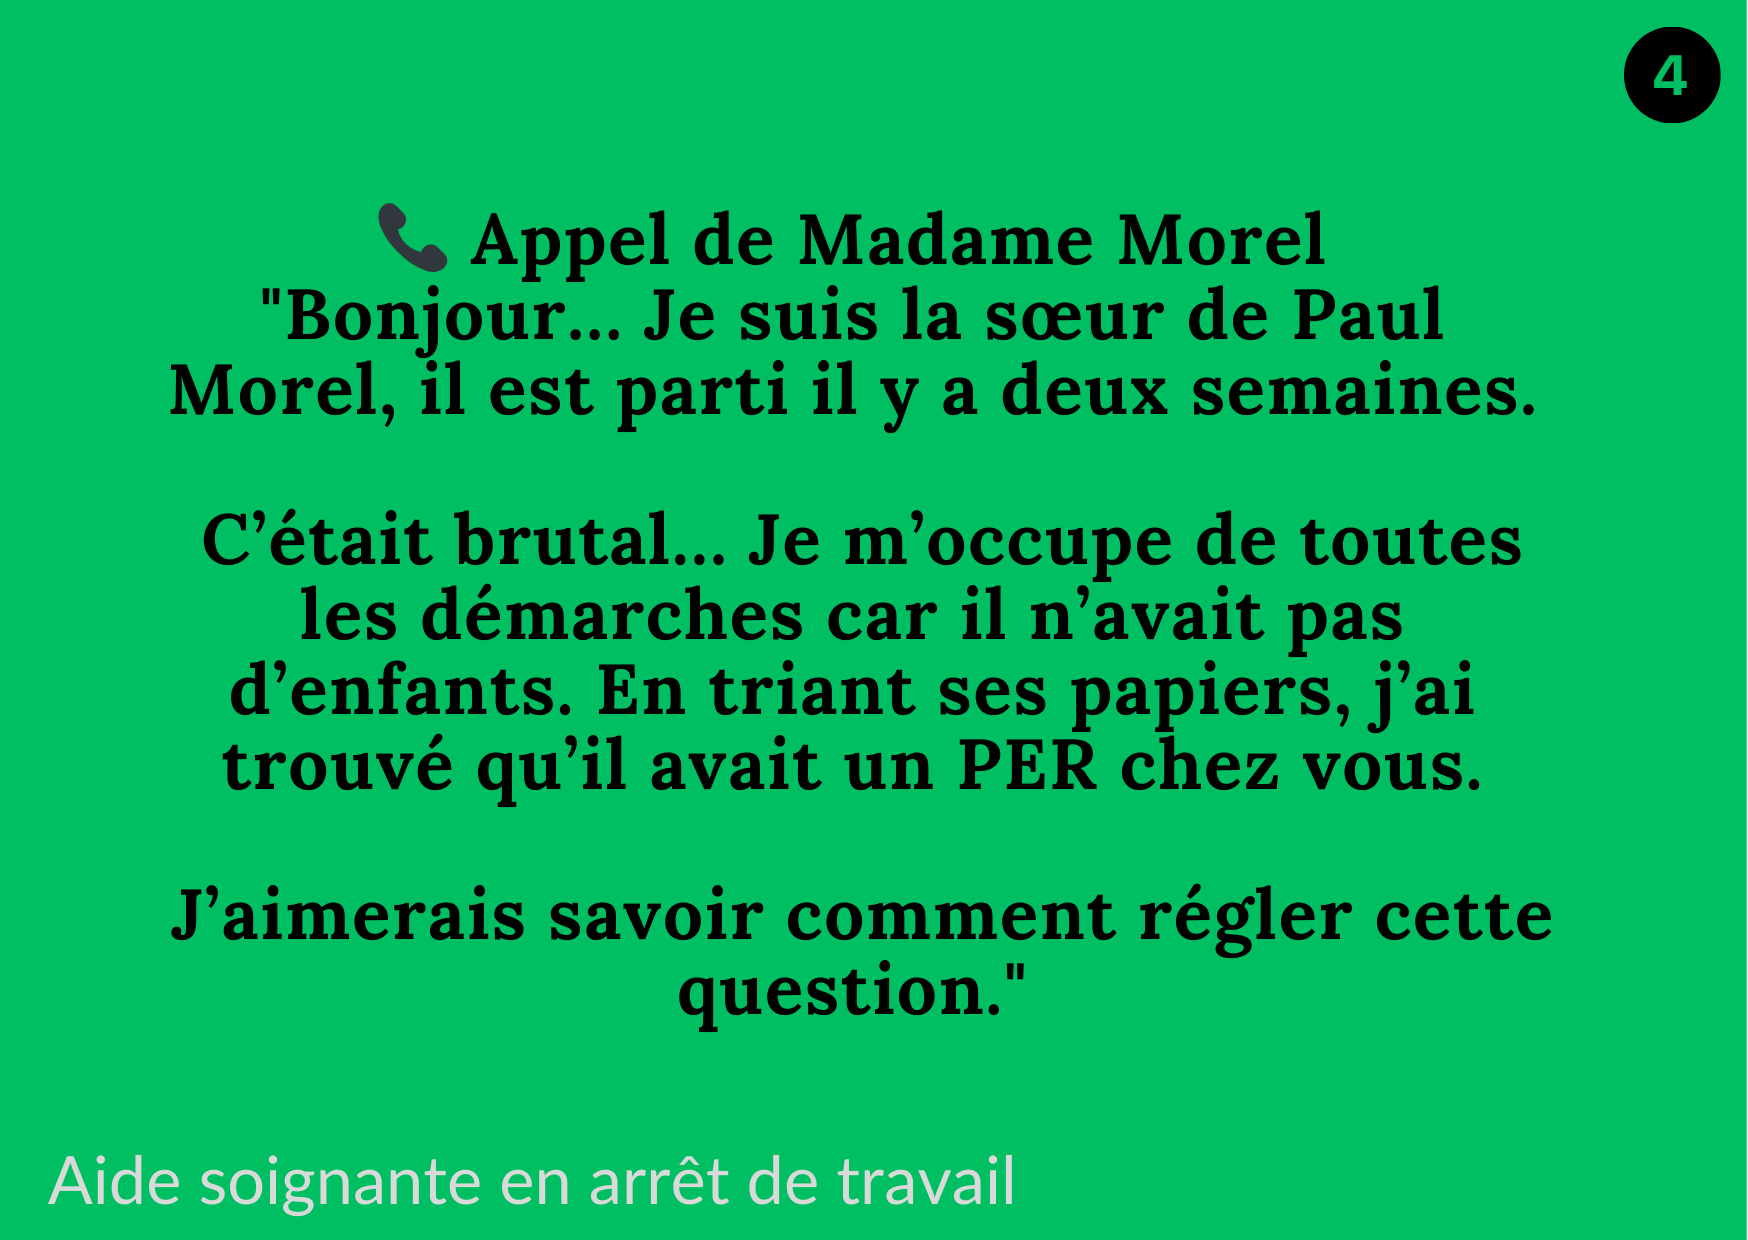 4
📞 Appel de Madame Morel
"Bonjour… Je suis la sœur de Paul
Morel, il est parti il y a deux semaines.
C’était brutal… Je m’occupe de toutes
les démarches car il n’avait pas
d’enfants. En triant ses papiers, j’ai
trouvé qu’il avait un PER chez vous.
J’aimerais savoir comment régler cette
question."
Aide soignante en arrêt de travail